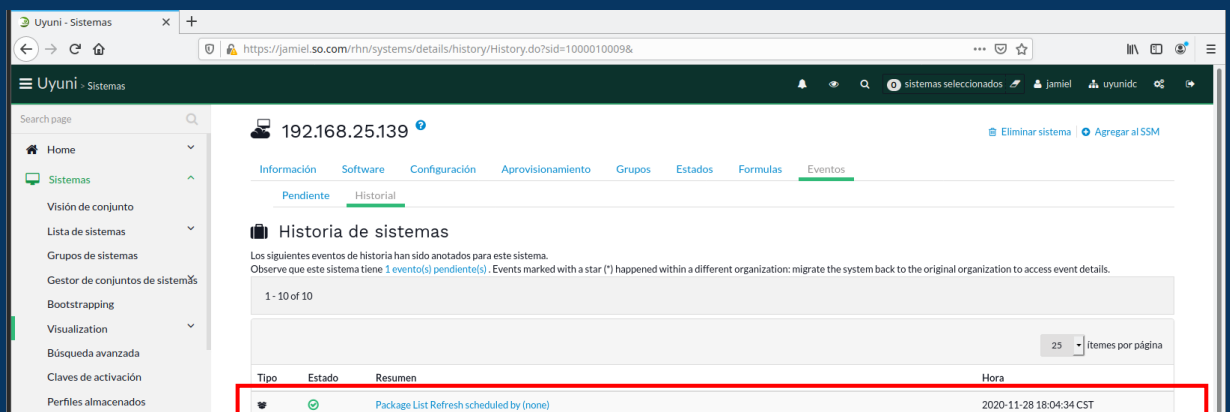 Uyuni - Sistemas
https://jamiel.so.com/rhn/systems/details/history/History.do?sid=1000010009&
Uyuni > Sistemas
0 sistemas seleccionados jamiel uyunidc
Search page
Home
Sistemas
Visión de conjunto
Lista de sistemas
Grupos de sistemas
Gestor de conjuntos de sistemas
Bootstrapping
Visualization
Búsqueda avanzada
Claves de activación
Perfiles almacenados
192.168.25.139 ?
Eliminar sistema Agregar al SSM
Información Software Configuración Aprovisionamiento Grupos Estados Formulas Eventos
Pendiente Historial
Historia de sistemas
Los siguientes eventos de historia han sido anotados para este sistema.
Observe que este sistema tiene 1 evento(s) pendiente(s) . Events marked with a star (*) happened within a different organization: migrate the system back to the original organization to access event details.
1 - 10 of 10
25 ítemes por página
Tipo Estado Resumen Hora
Package List Refresh scheduled by (none) 2020-11-28 18:04:34 CST